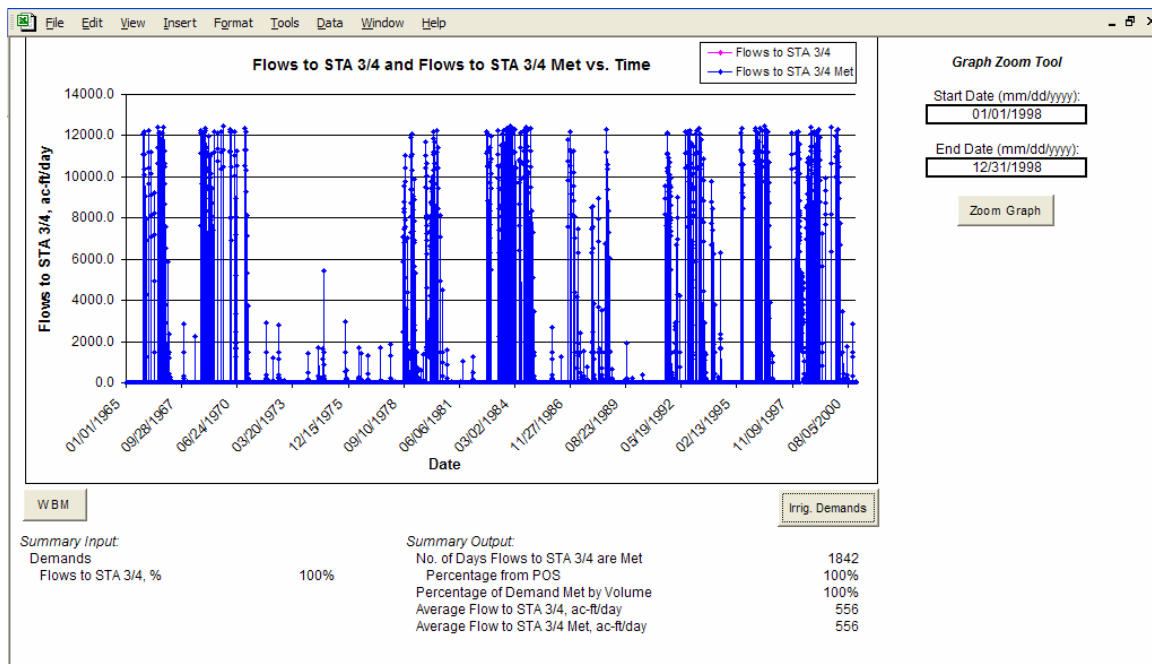 File Edit View Insert Format Tools Data Window Help
Flows to STA 3/4 and Flows to STA 3/4 Met vs. Time
Flows to STA 3/4
Flows to STA 3/4 Met
Graph Zoom Tool
Start Date (mm/dd/yyyy):
01/01/1998
End Date (mm/dd/yyyy):
12/31/1998
Zoom Graph
Flows to STA 3/4, ac-ft/day
14000.0
12000.0
10000.0
8000.0
6000.0
4000.0
2000.0
0.0
01/01/1965
09/28/1967
06/24/1970
03/20/1973
12/15/1975
09/10/1978
06/06/1981
03/02/1984
11/27/1986
08/23/1989
05/19/1992
02/13/1995
11/09/1997
08/05/2000
Date
WBM
Irrig. Demands
Summary Input:
Demands
Flows to STA 3/4, % 100%
Summary Output:
No. of Days Flows to STA 3/4 are Met 1842
Percentage from POS 100%
Percentage of Demand Met by Volume 100%
Average Flow to STA 3/4, ac-ft/day 556
Average Flow to STA 3/4 Met, ac-ft/day 556